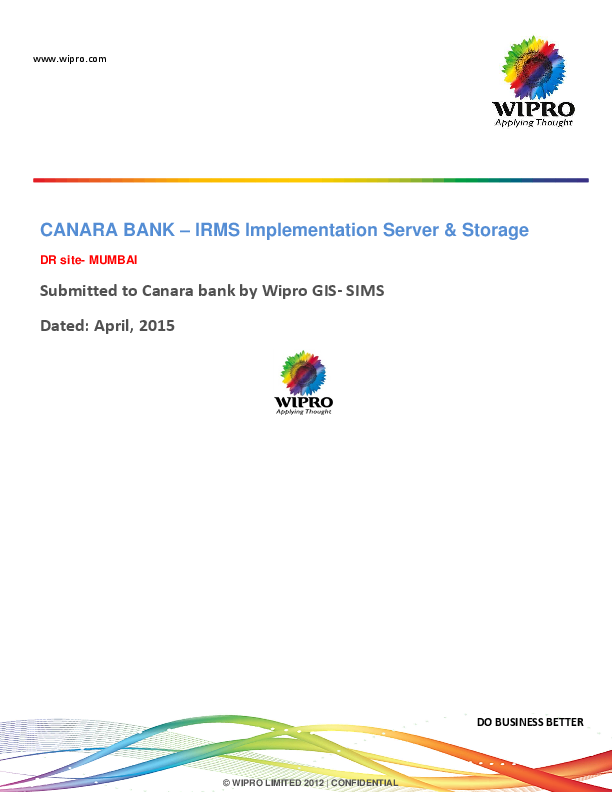 www.wipro.com
WIPRO
Applying Thought
CANARA BANK – IRMS Implementation Server & Storage
DR site- MUMBAI
Submitted to Canara bank by Wipro GIS- SIMS
Dated: April, 2015
WIPRO
Applying Thought
DO BUSINESS BETTER
© WIPRO LIMITED 2012 | CONFIDENTIAL